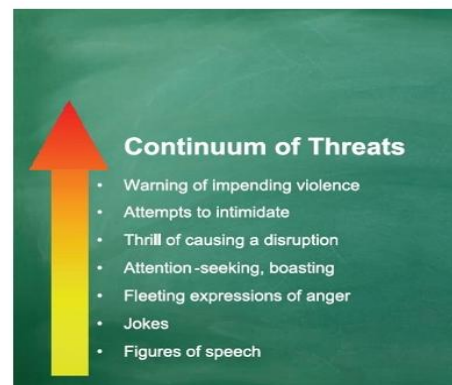 Continuum of Threats
• Warning of impending violence
• Attempts to intimidate
• Thrill of causing a disruption
• Attention-seeking, boasting
• Fleeting expressions of anger
• Jokes
• Figures of speech